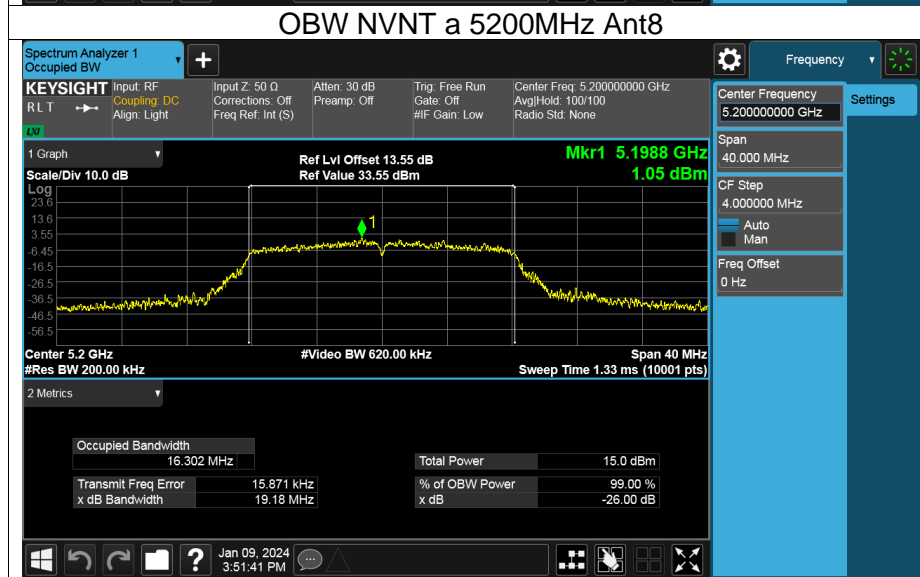 OBW NVNT a 5200MHz Ant8
Spectrum Analyzer 1
Occupied BW
+
Frequency
KEYSIGHT
R L T
LXI
Input: RF
Coupling: DC
Align: Light
Input Z: 50 Ω
Corrections: Off
Freq Ref: Int (S)
Atten: 30 dB
Preamp: Off
Trig: Free Run
Gate: Off
#IF Gain: Low
Center Freq: 5.200000000 GHz
Avg|Hold: 100/100
Radio Std: None
Center Frequency
5.200000000 GHz
Settings
Span
40.000 MHz
CF Step
4.000000 MHz
Auto
Man
Freq Offset
0 Hz
1 Graph
Ref Lvl Offset 13.55 dB
Mkr1 5.1988 GHz
Scale/Div 10.0 dB
Ref Value 33.55 dBm
1.05 dBm
Log
23.6
13.6
3.55
-6.45
-16.5
-26.5
-36.5
-46.5
-56.5
1
Center 5.2 GHz
#Video BW 620.00 kHz
Span 40 MHz
#Res BW 200.00 kHz
Sweep Time 1.33 ms (10001 pts)
2 Metrics
Occupied Bandwidth
16.302 MHz
Total Power 15.0 dBm
Transmit Freq Error 15.871 kHz
% of OBW Power 99.00 %
x dB Bandwidth 19.18 MHz
x dB -26.00 dB
?
Jan 09, 2024
3:51:41 PM